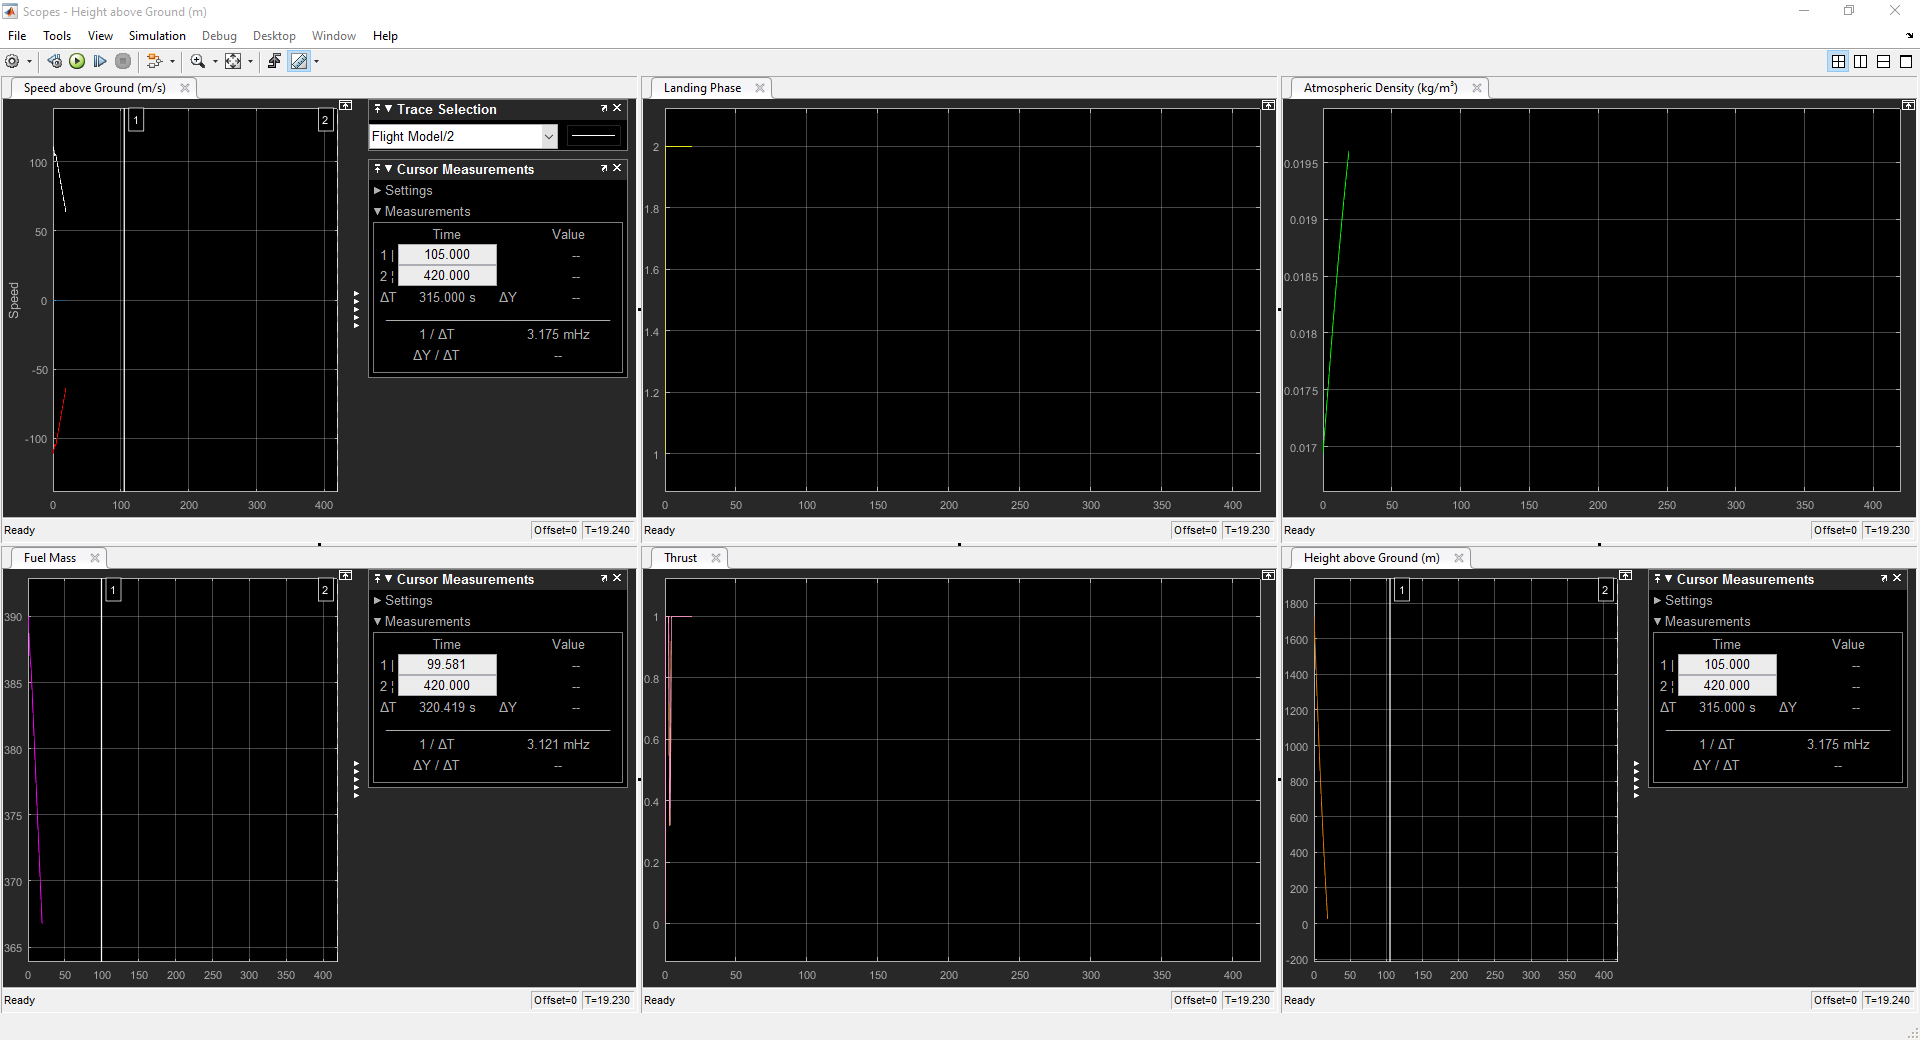 Scopes - Height above Ground (m)
File Tools View Simulation Debug Desktop Window Help
Speed above Ground (m/s)
1
2
100
50
0
-50
-100
Speed
0 100 200 300 400
Trace Selection
Flight Model/2
Cursor Measurements
Settings
Measurements
Time Value
1 | 105.000 --
2 ¦ 420.000 --
ΔT 315.000 s ΔY --
1 / ΔT 3.175 mHz
ΔY / ΔT --
Ready Offset=0 T=19.240
Landing Phase
2
1.8
1.6
1.4
1.2
1
0 50 100 150 200 250 300 350 400
Ready Offset=0 T=19.230
Atmospheric Density (kg/m³)
0.0195
0.019
0.0185
0.018
0.0175
0.017
0 50 100 150 200 250 300 350 400
Ready Offset=0 T=19.230
Fuel Mass
1
2
390
385
380
375
370
365
0 50 100 150 200 250 300 350 400
Cursor Measurements
Settings
Measurements
Time Value
1 | 99.581 --
2 ¦ 420.000 --
ΔT 320.419 s ΔY --
1 / ΔT 3.121 mHz
ΔY / ΔT --
Ready Offset=0 T=19.230
Thrust
1
0.8
0.6
0.4
0.2
0
0 50 100 150 200 250 300 350 400
Ready Offset=0 T=19.230
Height above Ground (m)
1
2
1800
1600
1400
1200
1000
800
600
400
200
0
-200
0 50 100 150 200 250 300 350 400
Cursor Measurements
Settings
Measurements
Time Value
1 | 105.000 --
2 ¦ 420.000 --
ΔT 315.000 s ΔY --
1 / ΔT 3.175 mHz
ΔY / ΔT --
Ready Offset=0 T=19.240